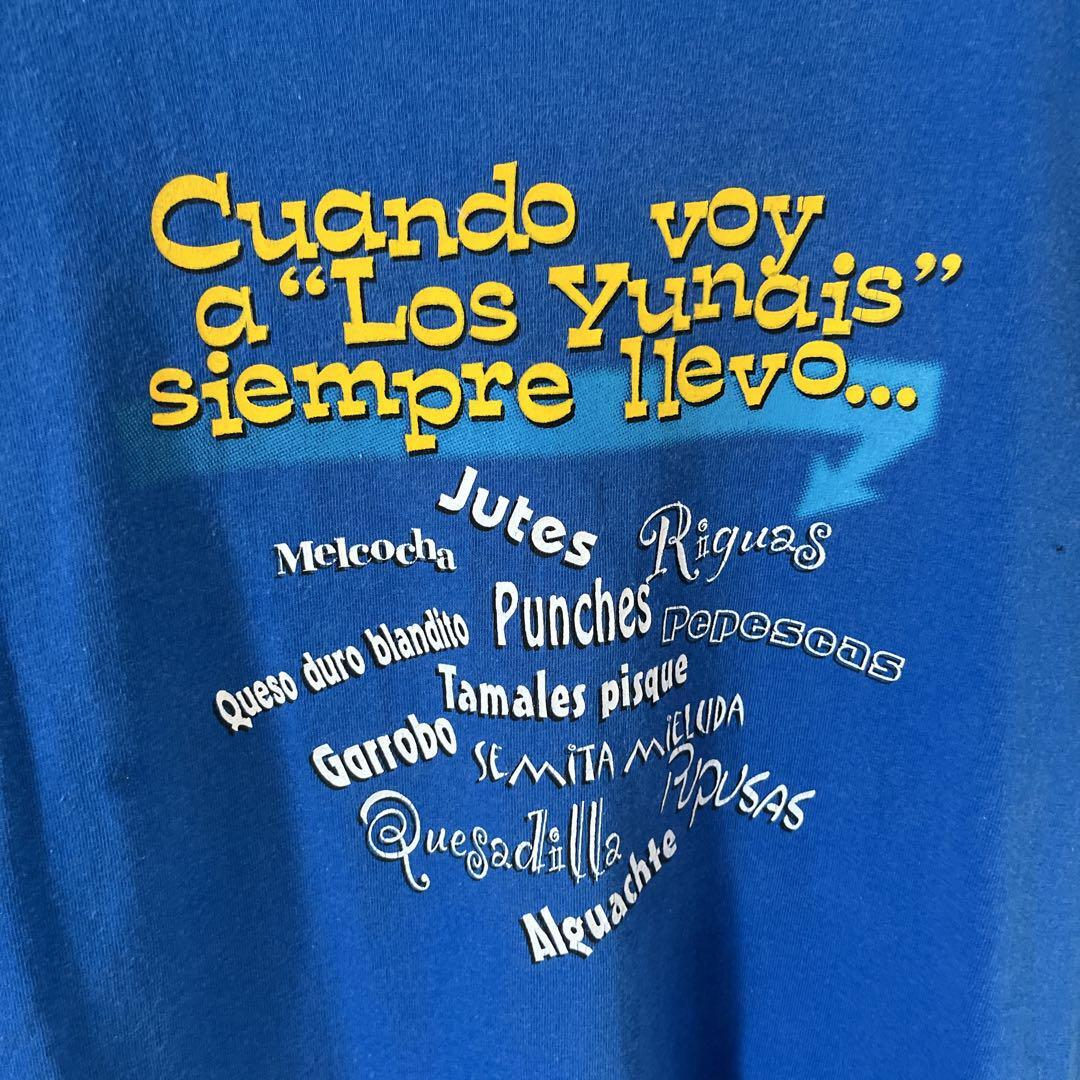 Cuando voy
a “Los Yunais”
siempre llevo...
Jutes
Riguas
Melcocha
Punches
Pepescas
Queso duro blandito
Tamales pisque
Garrobo
SEMiTA MiELUDA
PUPUSAS
Quesadilla
Alguachte